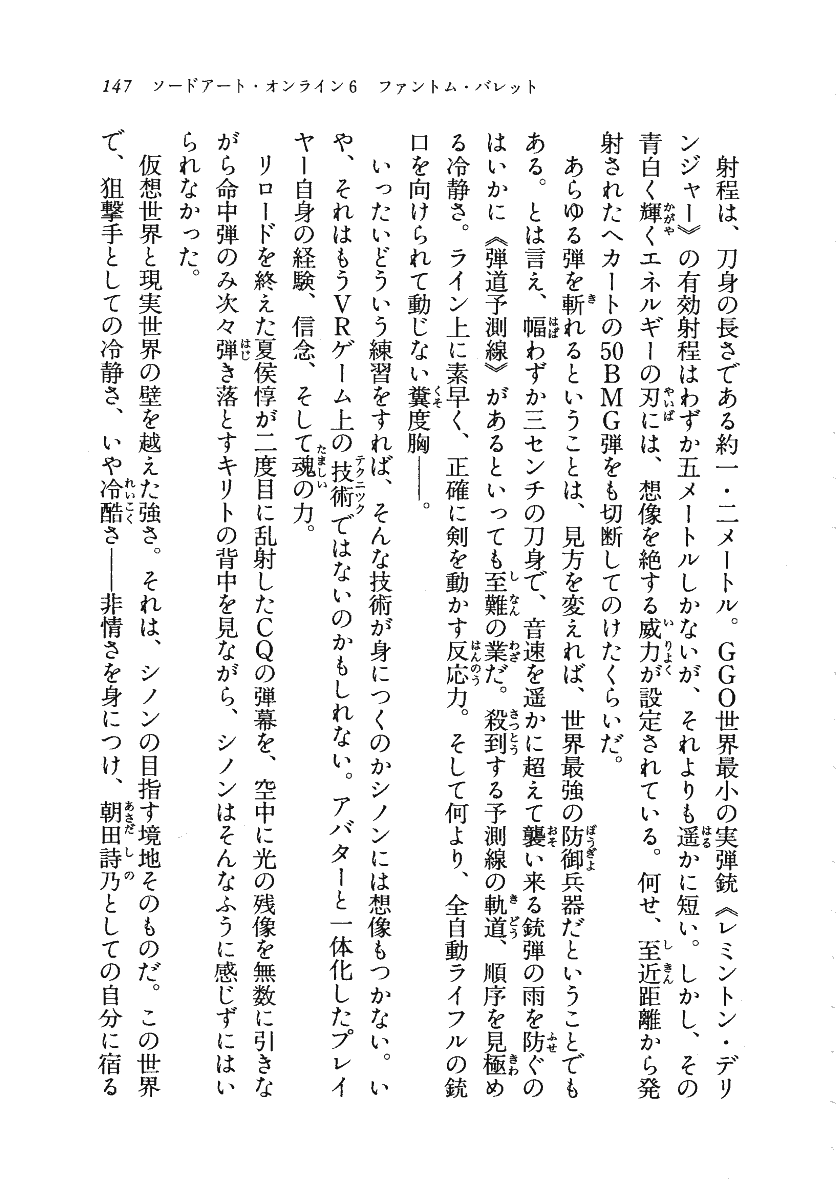 147　ソードアート・オンライン6　ファントム・バレット
　射程は、刀身の長さである約一・二メートル。GGO世界最小の実弾銃《レミントン・デリ
ンジャー》の有効射程はわずか五メートルしかないが、それよりも遥かに短い。しかし、その
青白く輝くエネルギーの刃には、想像を絶する威力が設定されている。何せ、至近距離から発
射されたヘカートの50BMG弾をも切断してのけたくらいだ。
　あらゆる弾を斬れるということは、見方を変えれば、世界最強の防御兵器だということでも
ある。とは言え、幅わずか三センチの刀身で、音速を遥かに超えて襲い来る銃弾の雨を防ぐの
はいかに《弾道予測線》があるといっても至難の業だ。殺到する予測線の軌道、順序を見極め
る冷静さ。ライン上に素早く、正確に剣を動かす反応力。そして何より、全自動ライフルの銃
口を向けられて動じない糞度胸――。
　いったいどういう練習をすれば、そんな技術が身につくのかシノンには想像もつかない。い
や、それはもうVRゲーム上の技術ではないのかもしれない。アバターと一体化したプレイ
ヤー自身の経験、信念、そして魂の力。
　リロードを終えた夏侯惇が二度目に乱射したCQの弾幕を、空中に光の残像を無数に引きな
がら命中弾のみ次々弾き落とすキリトの背中を見ながら、シノンはそんなふうに感じずにはい
られなかった。
　仮想世界と現実世界の壁を越えた強さ。それは、シノンの目指す境地そのものだ。この世界
で、狙撃手としての冷静さ、いや冷酷さ――非情さを身につけ、朝田詩乃としての自分に宿る